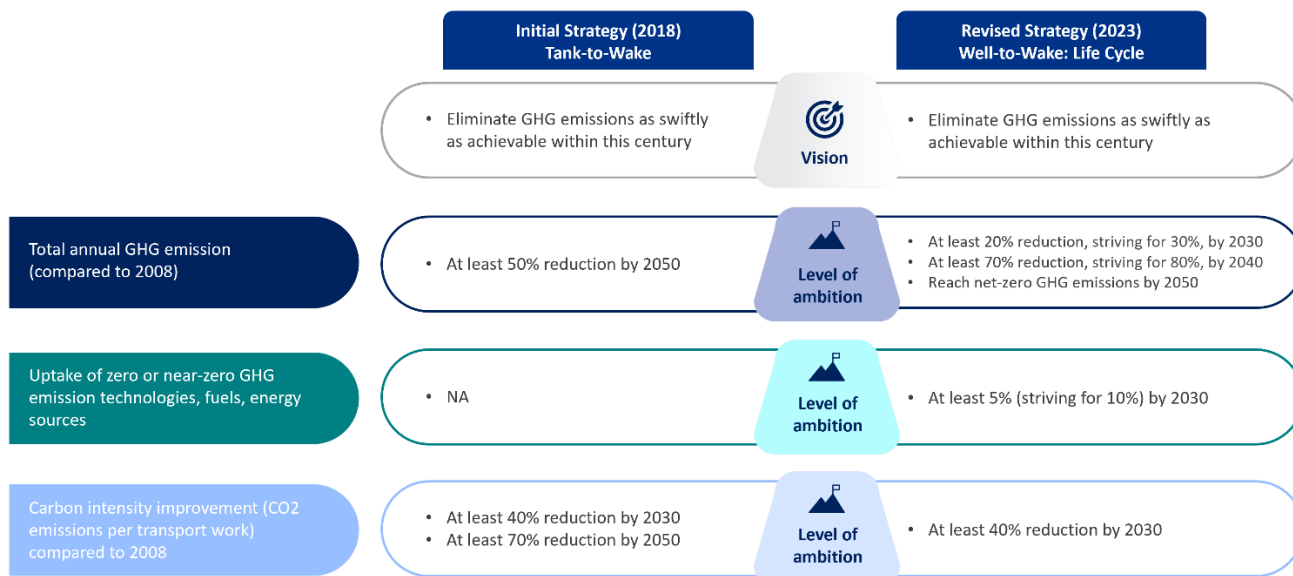 Initial Strategy (2018)
Tank-to-Wake
Revised Strategy (2023)
Well-to-Wake: Life Cycle
• Eliminate GHG emissions as swiftly
as achievable within this century
Vision
• Eliminate GHG emissions as swiftly as
achievable within this century
Total annual GHG emission
(compared to 2008)
• At least 50% reduction by 2050
Level of
ambition
• At least 20% reduction, striving for 30%, by 2030
• At least 70% reduction, striving for 80%, by 2040
• Reach net-zero GHG emissions by 2050
Uptake of zero or near-zero GHG
emission technologies, fuels, energy
sources
• NA
Level of
ambition
• At least 5% (striving for 10%) by 2030
Carbon intensity improvement (CO2
emissions per transport work)
compared to 2008
• At least 40% reduction by 2030
• At least 70% reduction by 2050
Level of
ambition
• At least 40% reduction by 2030